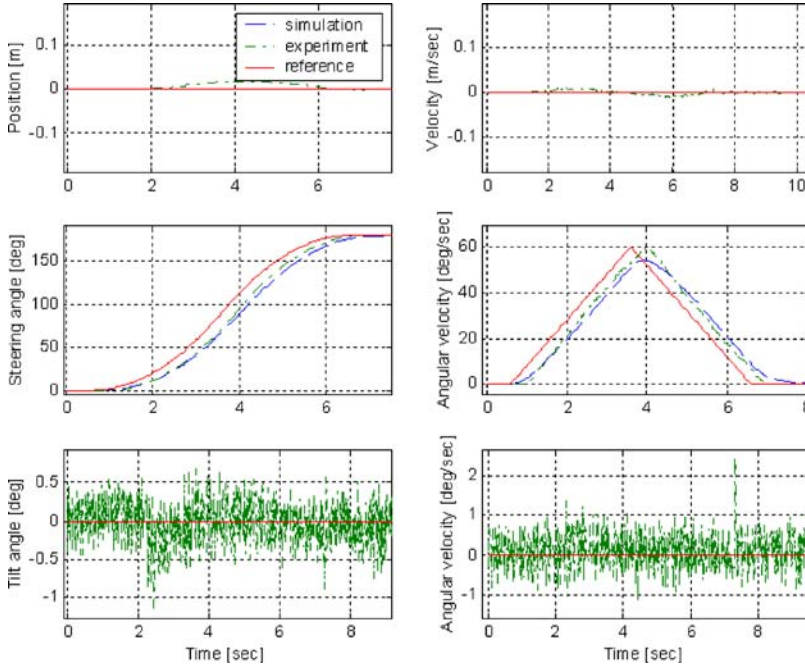 Position [m]
0.1
0
-0.1
0 2 4 6
simulation
experiment
reference
Velocity [m/sec]
0.1
0
-0.1
0 2 4 6 8 10
Steering angle [deg]
150
100
50
0
0 2 4 6
Angular velocity [deg/sec]
60
40
20
0
0 2 4 6 8
Tilt angle [deg]
0.5
0
-0.5
-1
0 2 4 6 8
Time [sec]
Angular velocity [deg/sec]
2
1
0
-1
0 2 4 6 8
Time [sec]